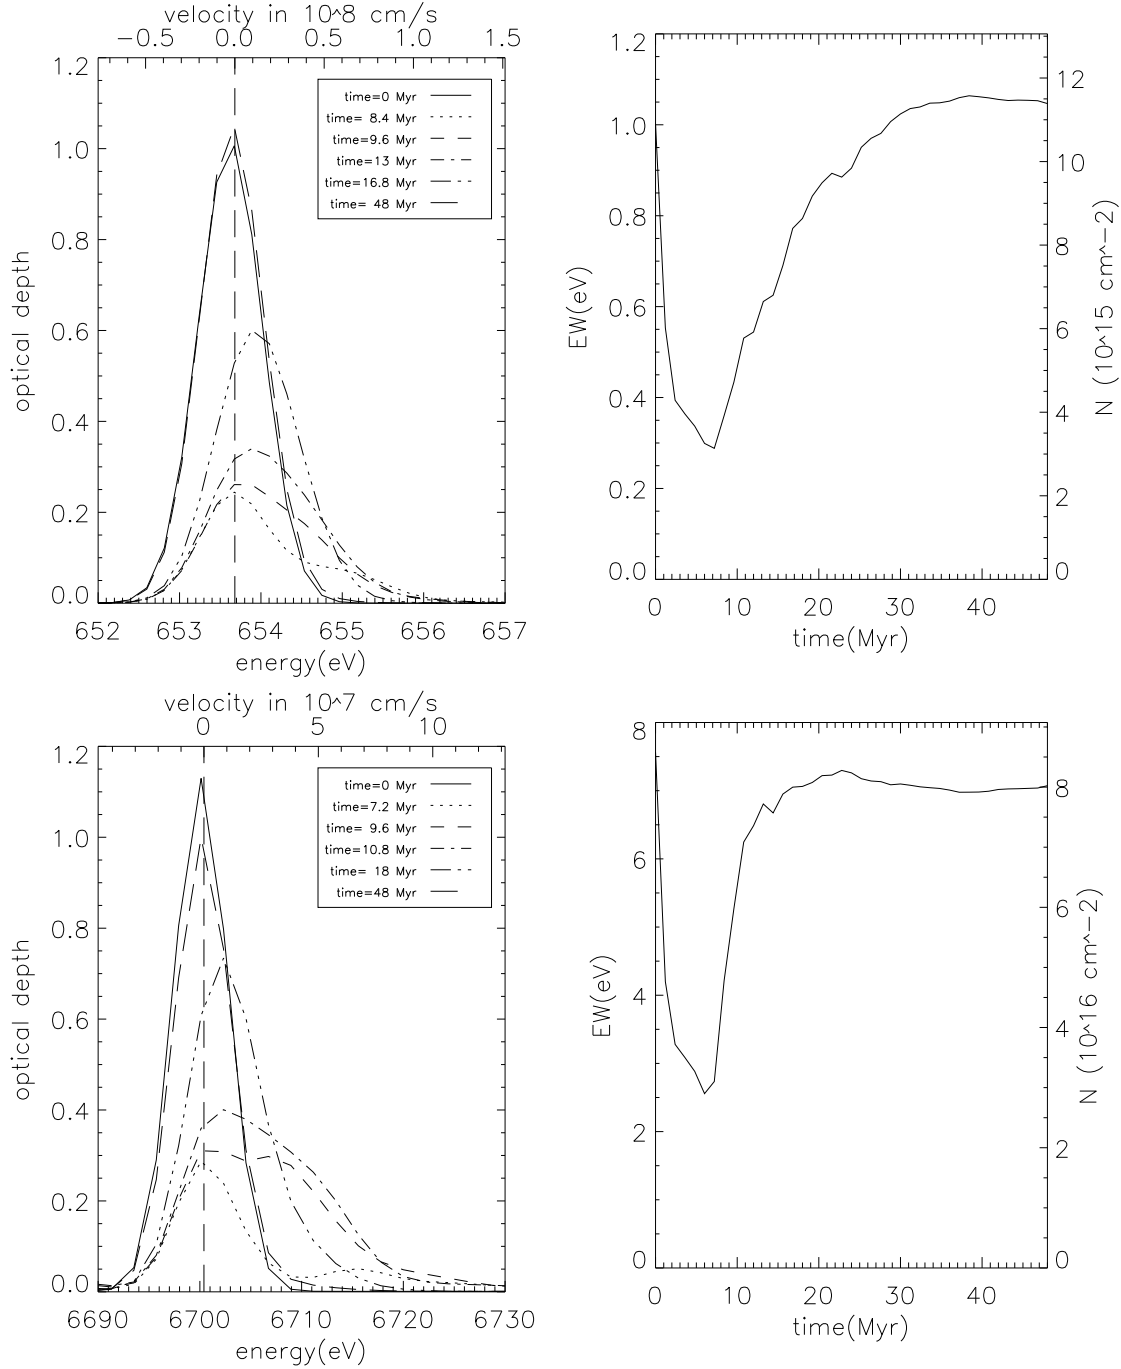 velocity in 10^8 cm/s
−0.5 0.0 0.5 1.0 1.5
1.2
1.0
0.8
0.6
0.4
0.2
0.0
optical depth
time=0 Myr
time= 8.4 Myr
time=9.6 Myr
time=13 Myr
time=16.8 Myr
time= 48 Myr
652 653 654 655 656 657
energy(eV)
1.2
1.0
0.8
0.6
0.4
0.2
0.0
EW(eV)
12
10
8
6
4
2
0
N (10^15 cm^−2)
0 10 20 30 40
time(Myr)
velocity in 10^7 cm/s
0 5 10
1.2
1.0
0.8
0.6
0.4
0.2
0.0
optical depth
time=0 Myr
time=7.2 Myr
time= 9.6 Myr
time=10.8 Myr
time= 18 Myr
time=48 Myr
6690 6700 6710 6720 6730
energy(eV)
8
6
4
2
0
EW(eV)
8
6
4
2
0
N (10^16 cm^−2)
0 10 20 30 40
time(Myr)